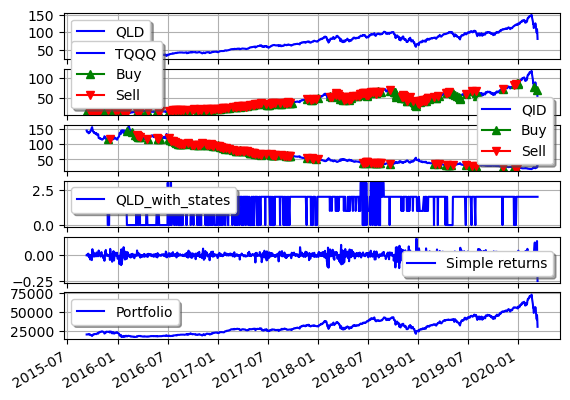 150
100
50
QLD
TQQQ
Buy
Sell
100
50
QID
Buy
Sell
150
100
50
2.5
0.0
QLD_with_states
0.00
−0.25
Simple returns
75000
50000
25000
Portfolio
2015-07
2016-01
2016-07
2017-01
2017-07
2018-01
2018-07
2019-01
2019-07
2020-01